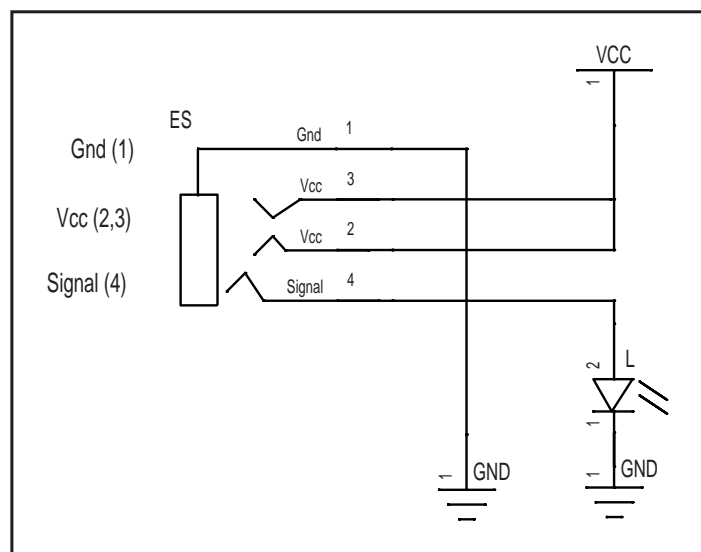 VCC
1
ES
Gnd 1
Gnd (1)
Vcc 3
Vcc (2,3)
Vcc 2
Signal (4)
Signal 4
2 L
1
1 GND
1 GND